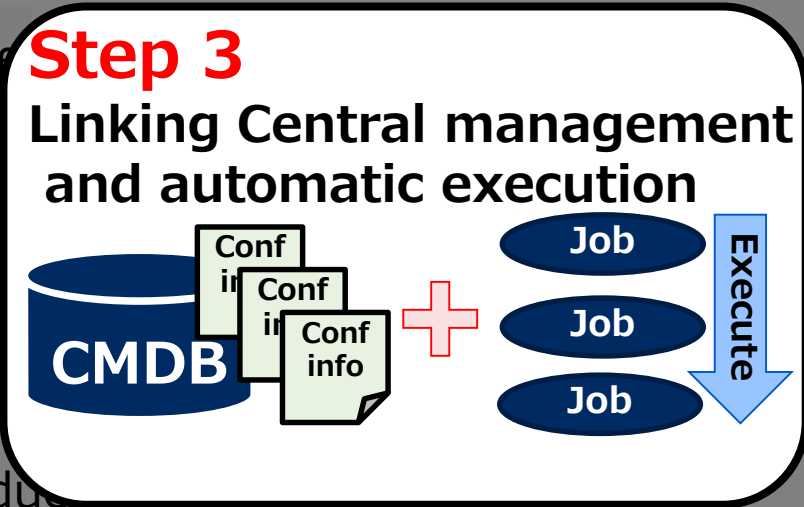 Step 3
Linking Central management
and automatic execution
CMDB
Conf
Conf
Conf
info
Job
Job
Job
Execute